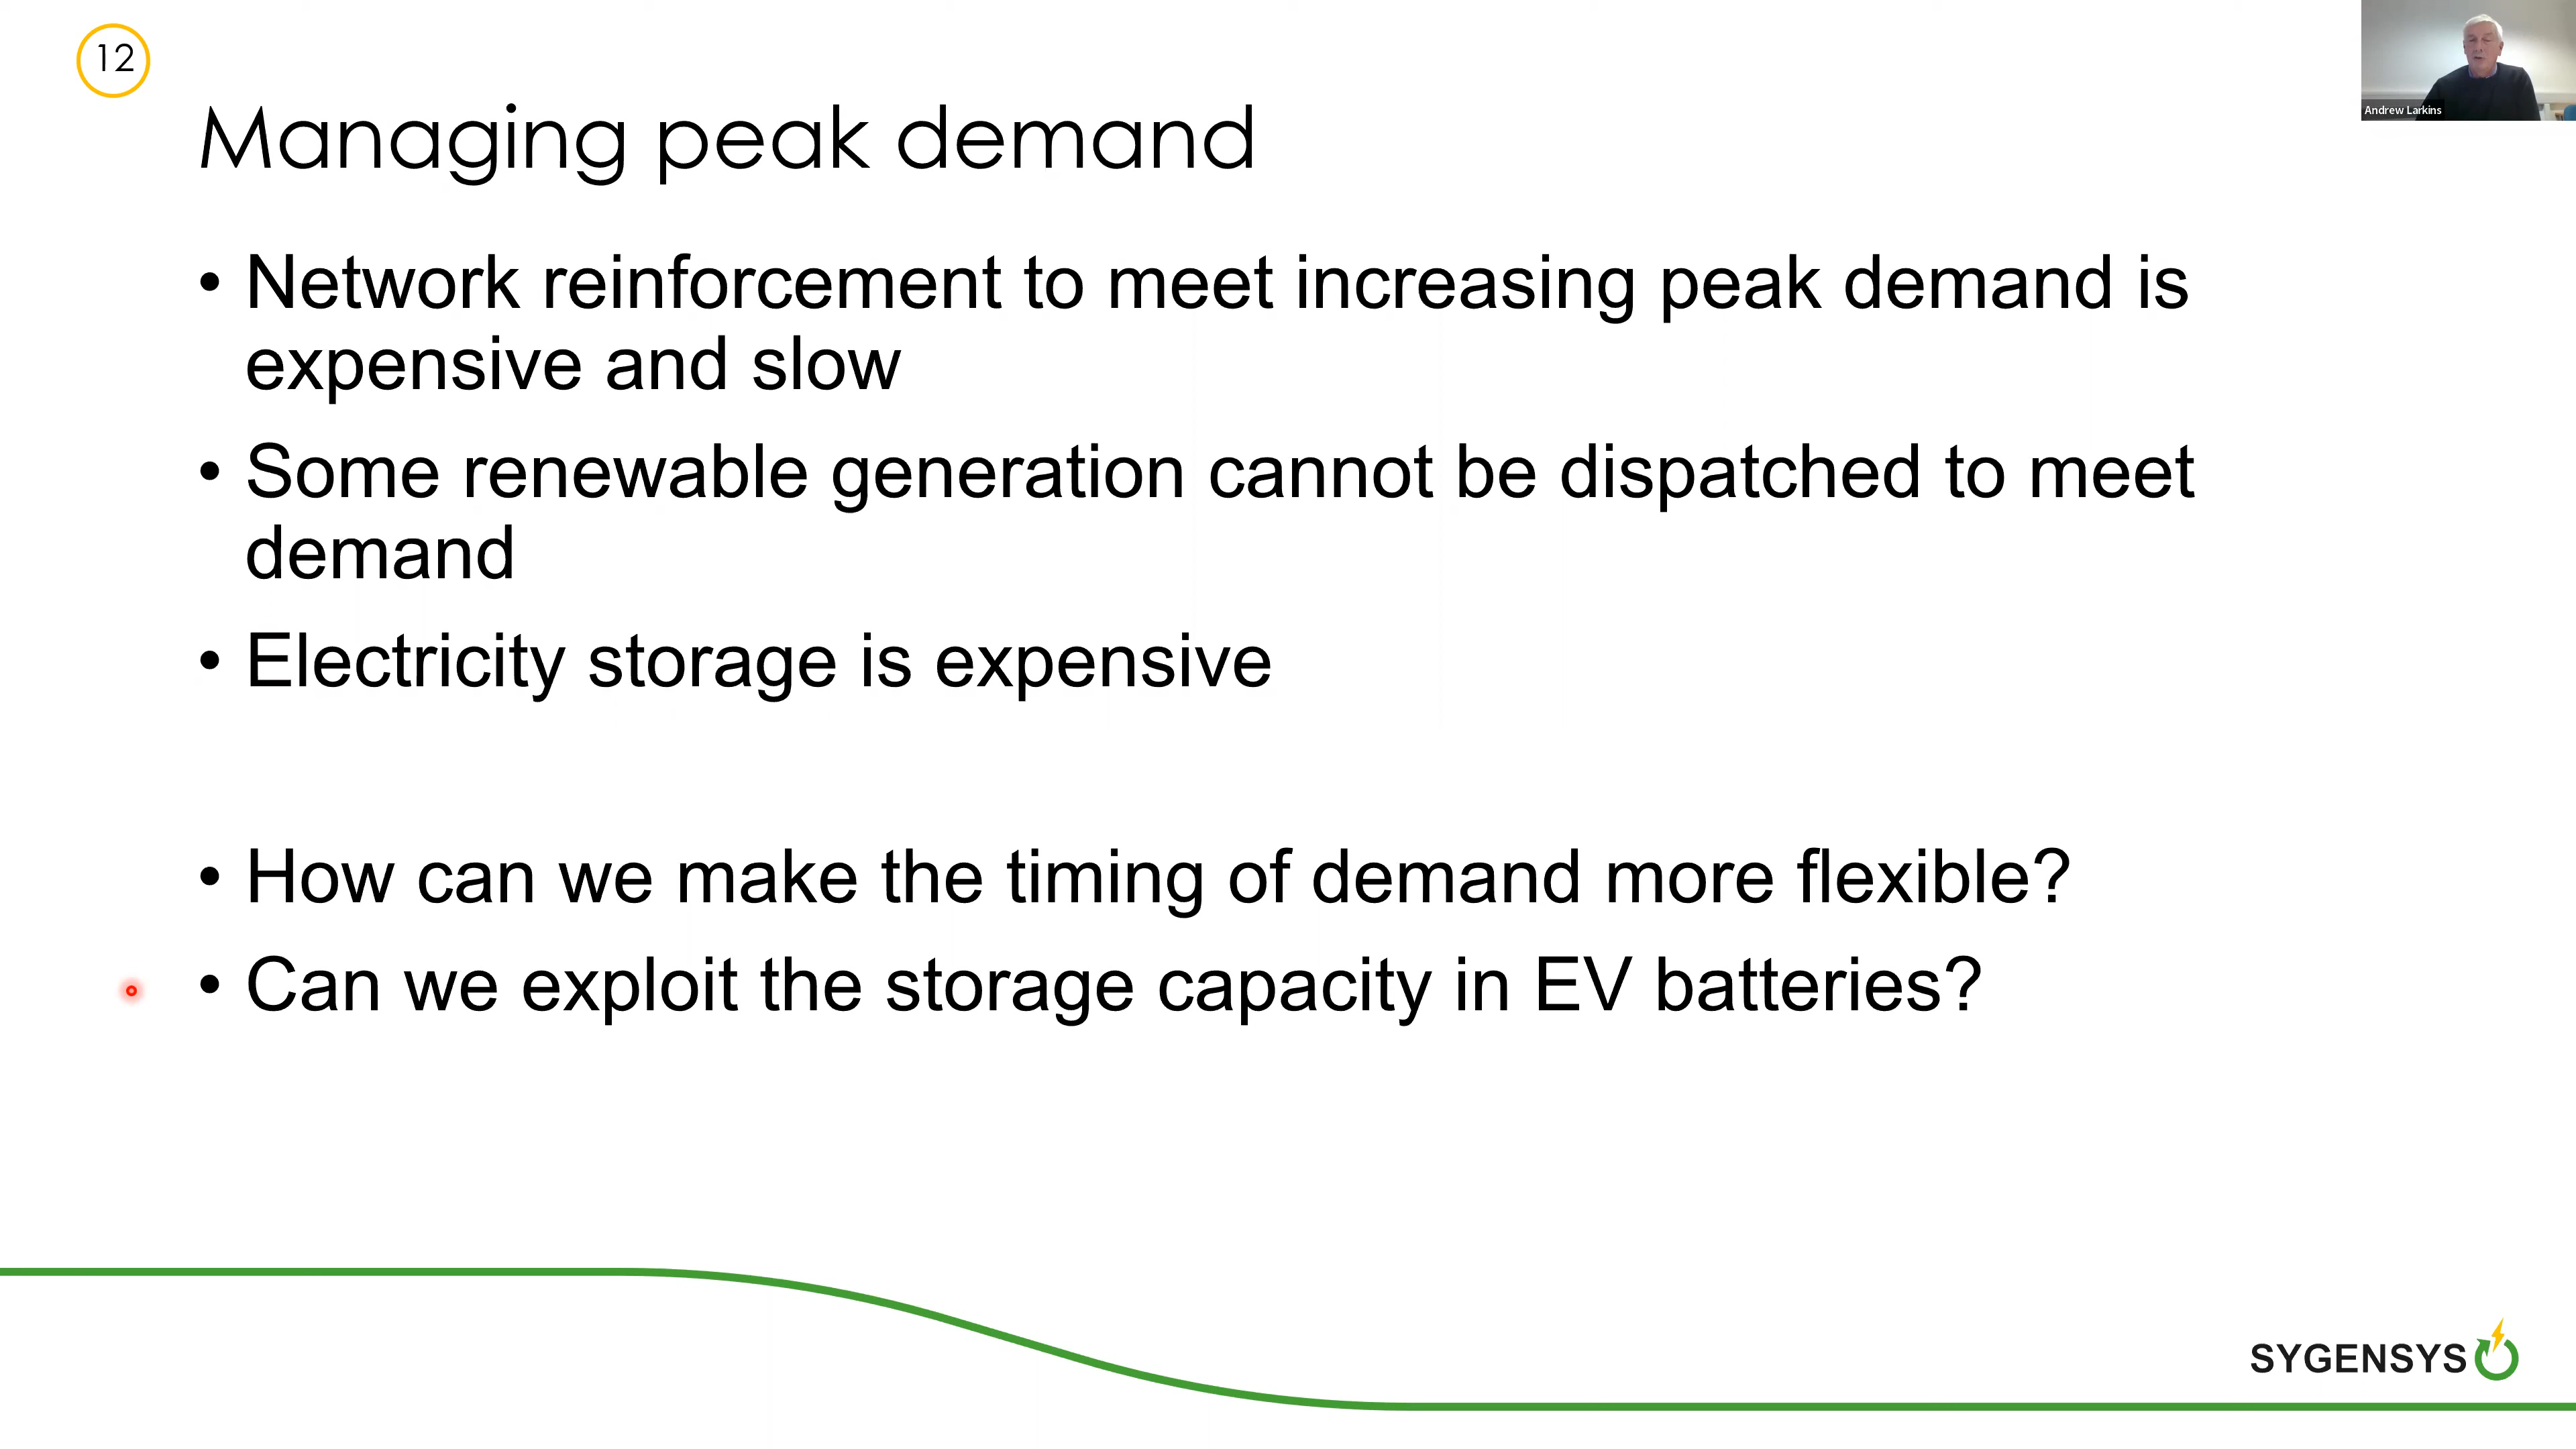 12
Andrew Larkins
Managing peak demand
• Network reinforcement to meet increasing peak demand is
expensive and slow
• Some renewable generation cannot be dispatched to meet
demand
• Electricity storage is expensive
• How can we make the timing of demand more flexible?
• Can we exploit the storage capacity in EV batteries?
SYGENSYS